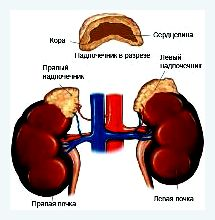 Кора
Сердцевина
Надпочечник в разрезе
Правый
надпочечник
Левый
надпочечник
Правая почка
Левая почка